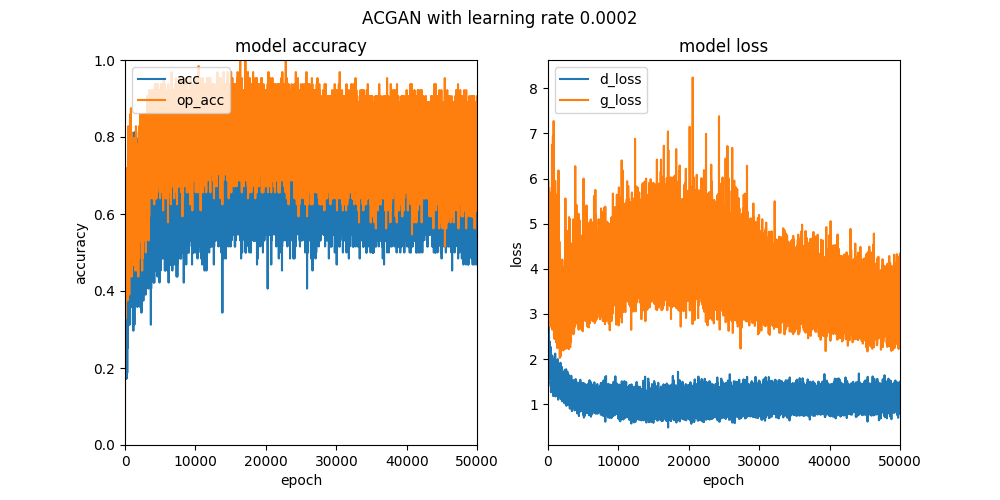 ACGAN with learning rate 0.0002
model accuracy
acc
op_acc
accuracy
1.0
0.8
0.6
0.4
0.2
0.0
0 10000 20000 30000 40000 50000
epoch
model loss
d_loss
g_loss
loss
8
7
6
5
4
3
2
1
0 10000 20000 30000 40000 50000
epoch